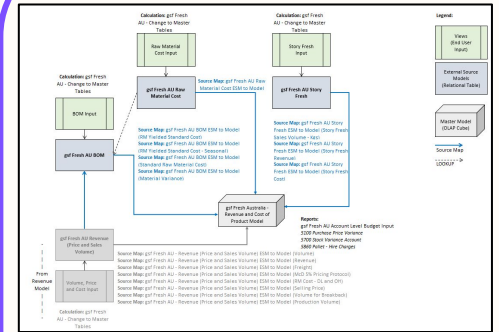 Calculation: gsf Fresh
AU - Change to Master
Tables
Raw Material
Cost Input
Calculation: gsf Fresh
AU - Change to Master
Tables
Story Fresh
Input
Legend:
Views
(End User
Input)
External Source
Models
(Relational Table)
Master Model
(OLAP Cube)
Source Map
LOOKUP
Calculation: gsf Fresh
AU - Change to Master
Tables
BOM Input
gsf Fresh AU Raw
Material Cost
Source Map: gsf Fresh AU Raw
Material Cost ESM to Model
gsf Fresh AU Story
Fresh
gsf Fresh AU BOM
Source Map: gsf Fresh AU BOM ESM to Model
(RM Fielded Standard Cost)
Source Map: gsf Fresh AU BOM ESM to Model
(RM Fielded Standard Cost - Seasonal)
Source Map: gsf Fresh AU BOM ESM to Model
(Standard Raw Material Cost)
Source Map: gsf Fresh AU BOM ESM to Model
(Material Variance)
Source Map: gsf Fresh AU Story
Fresh ESM to Model (Story Fresh
Sales Volume - Kas)
Source Map: gsf Fresh AU Story
Fresh ESM to Model (Story Fresh
Revenue)
Source Map: gsf Fresh AU Story
Fresh ESM to Model (Story Fresh
Cost)
gsf Fresh Australia -
Revenue and Cost of
Product Model
Reports:
gsf Fresh AU Account Level Budget Input
5100 Purchase Price Variance
5700 Stock Variance Account
5860 Pallet - Hire Charges
gsf Fresh AU Revenue
(Price and Sales
Volume)
From
Revenue
Model
Volume, Price
and Cost Input
Calculation: gsf Fresh
AU - Change to Master
Tables
Source Map: gsf Fresh AU - Revenue (Price and Sales Volume) ESM to Model (Volume)
Source Map: gsf Fresh AU - Revenue (Price and Sales Volume) ESM to Model (Revenue)
Source Map: gsf Fresh AU - Revenue (Price and Sales Volume) ESM to Model (Freight)
Source Map: gsf Fresh AU - Revenue (Price and Sales Volume) ESM to Model (McD 3% Pricing Protocol)
Source Map: gsf Fresh AU - Revenue (Price and Sales Volume) ESM to Model (RM Cost - DL and OH)
Source Map: gsf Fresh AU - Revenue (Price and Sales Volume) ESM to Model (Selling Price)
Source Map: gsf Fresh AU - Revenue (Price and Sales Volume) ESM to Model (Volume for Breakback)
Source Map: gsf Fresh AU - Revenue (Price and Sales Volume) ESM to Model (Production Volume)